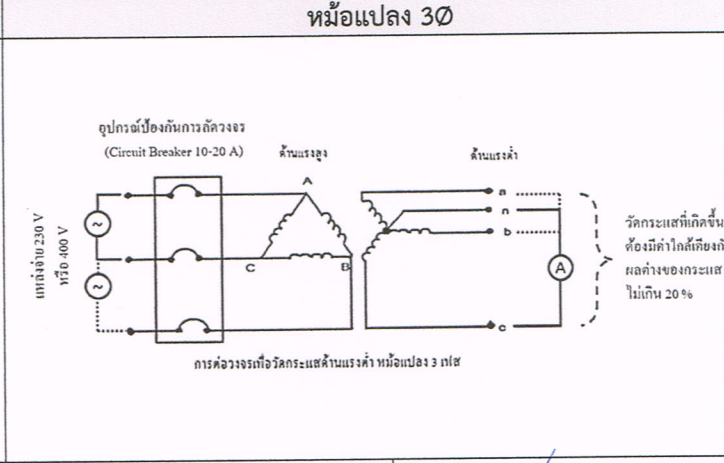 หม้อแปลง 3Ø
อุปกรณ์ป้องกันการลัดวงจร
(Circuit Breaker 10-20 A)
ด้านแรงสูง
ด้านแรงต่ำ
แหล่งจ่าย 230 V
หรือ 400 V
~
~
A
C
B
a
n
b
c
A
วัดกระแสที่เกิดขึ้น
ต้องมีค่าใกล้เคียงกั
ผลต่างของกระแส
ไม่เกิน 20 %
การต่อวงจรเพื่อวัดกระแสด้านแรงต่ำ หม้อแปลง 3 เฟส